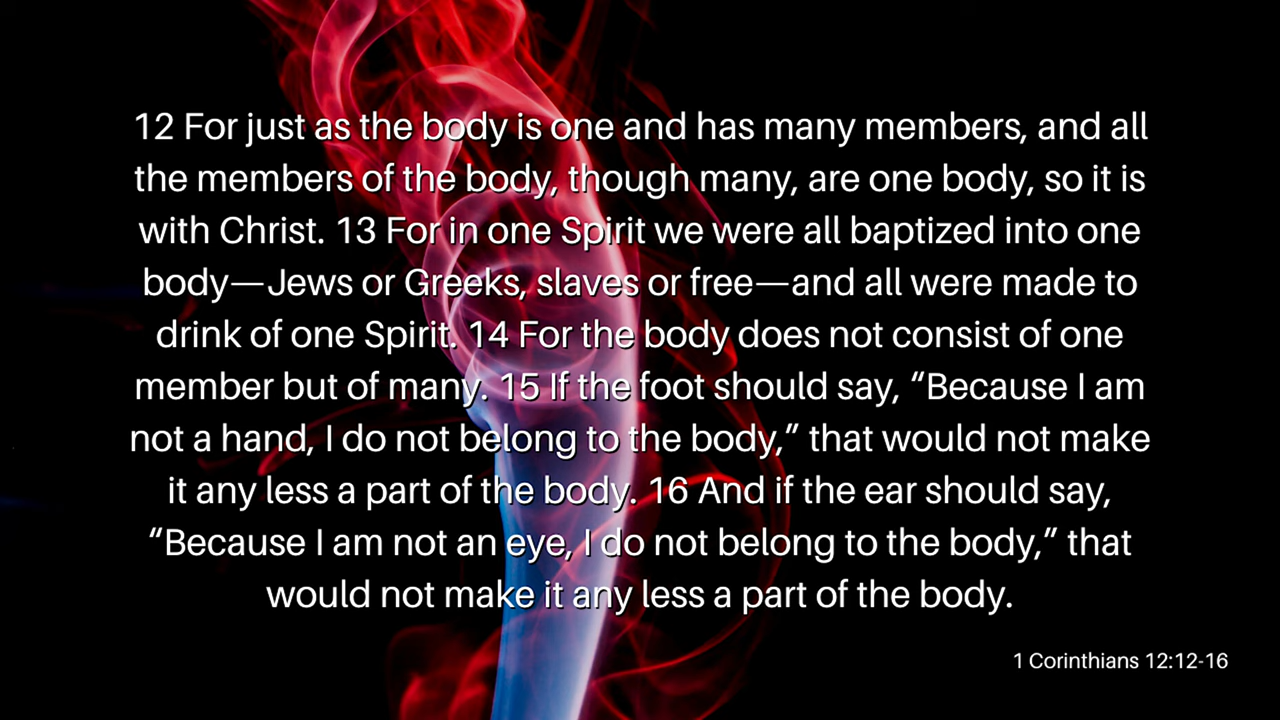 12 For just as the body is one and has many members, and all
the members of the body, though many, are one body, so it is
with Christ. 13 For in one Spirit we were all baptized into one
body—Jews or Greeks, slaves or free—and all were made to
drink of one Spirit. 14 For the body does not consist of one
member but of many. 15 If the foot should say, “Because I am
not a hand, I do not belong to the body,” that would not make
it any less a part of the body. 16 And if the ear should say,
“Because I am not an eye, I do not belong to the body,” that
would not make it any less a part of the body.
1 Corinthians 12:12-16